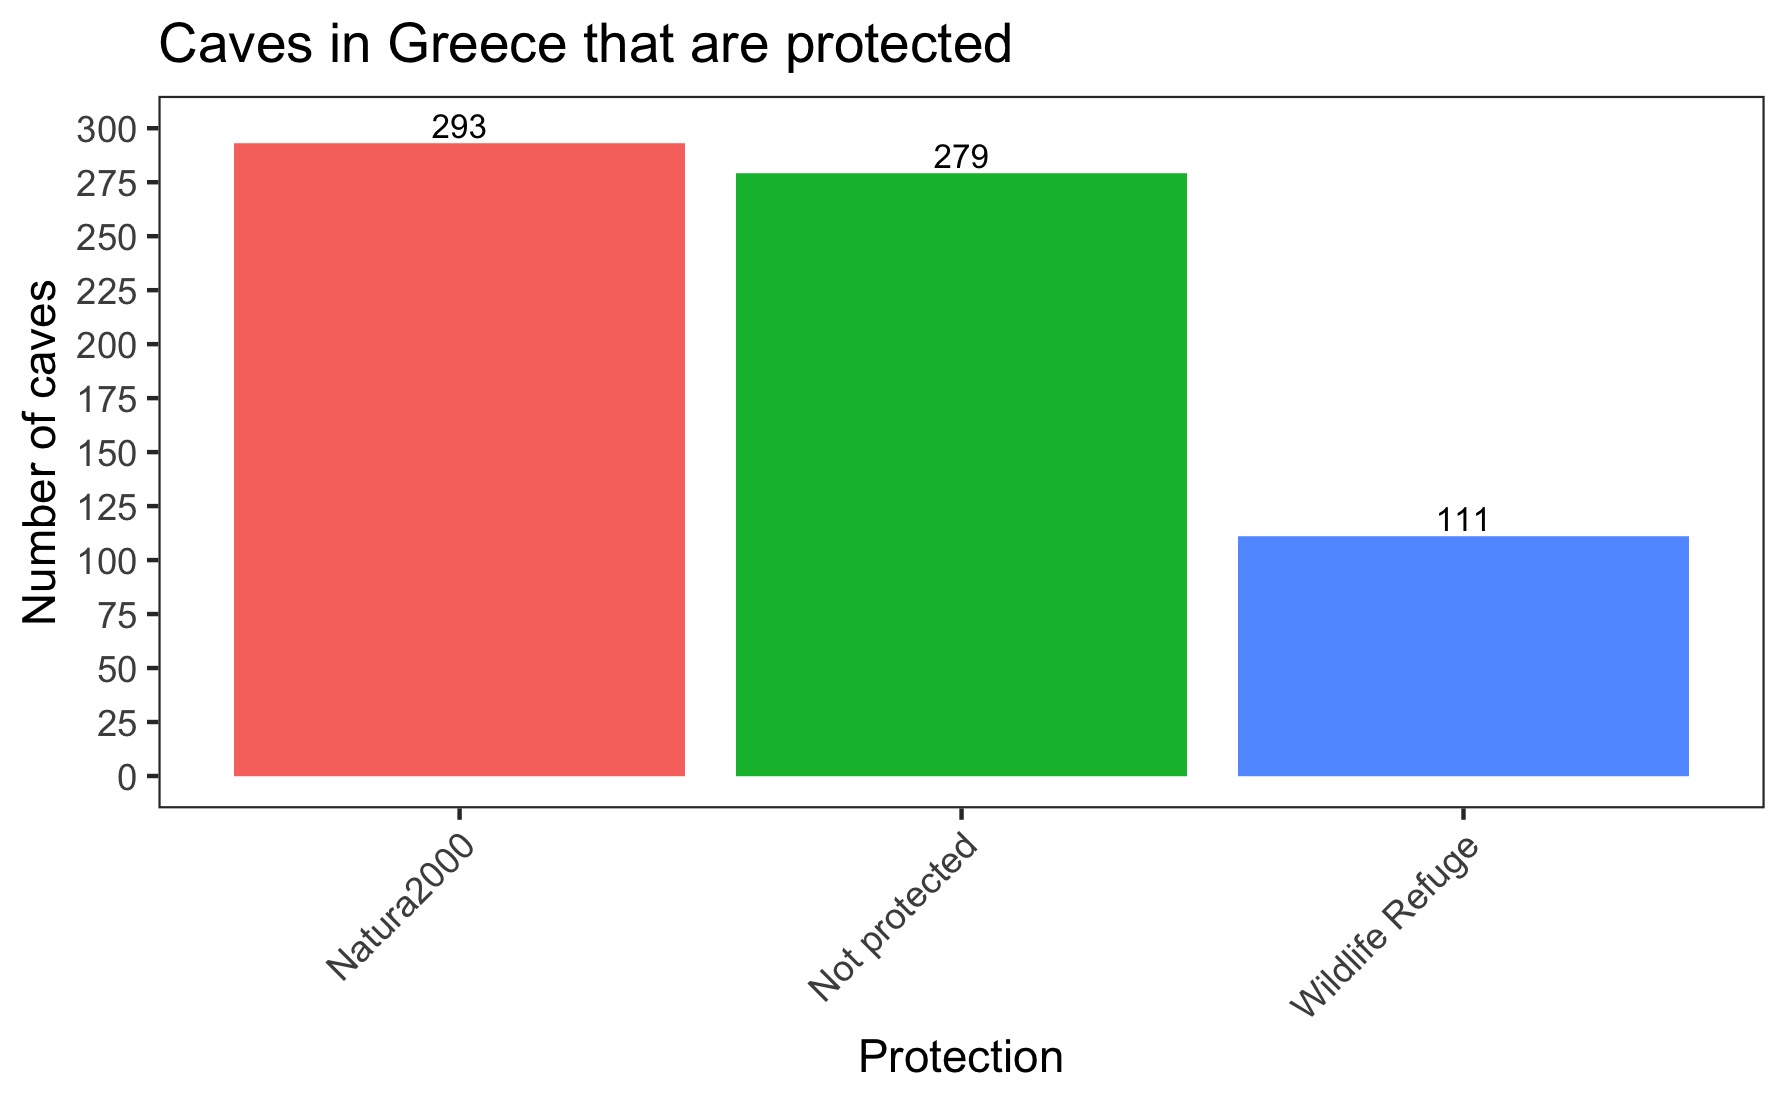 Caves in Greece that are protected
Number of caves
300
275
250
225
200
175
150
125
100
75
50
25
0
293
279
111
Natura2000
Not protected
Wildlife Refuge
Protection